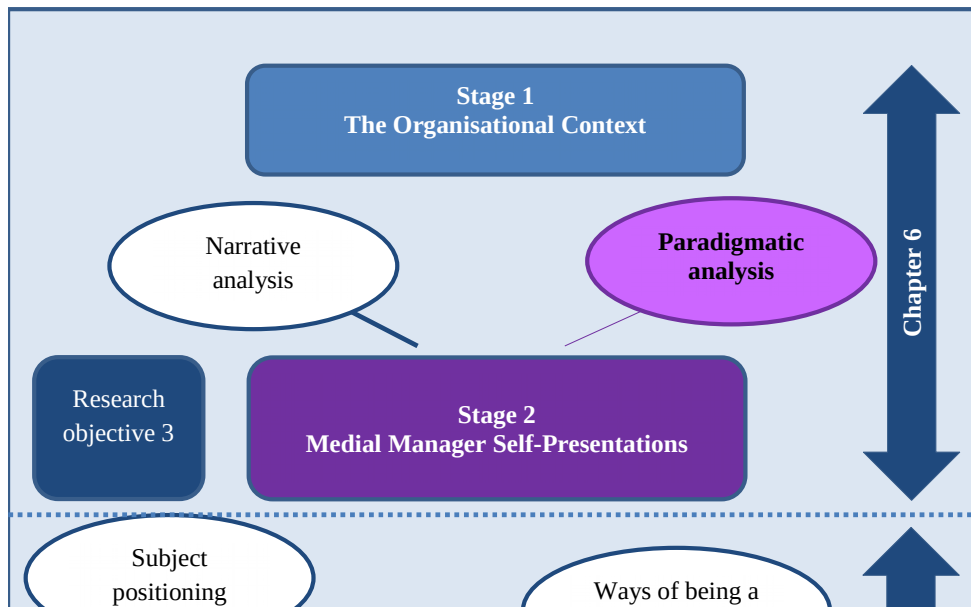 Stage 1
The Organisational Context
Narrative
analysis
Paradigmatic
analysis
Chapter 6
Research
objective 3
Stage 2
Medial Manager Self-Presentations
Subject
positioning
Ways of being a